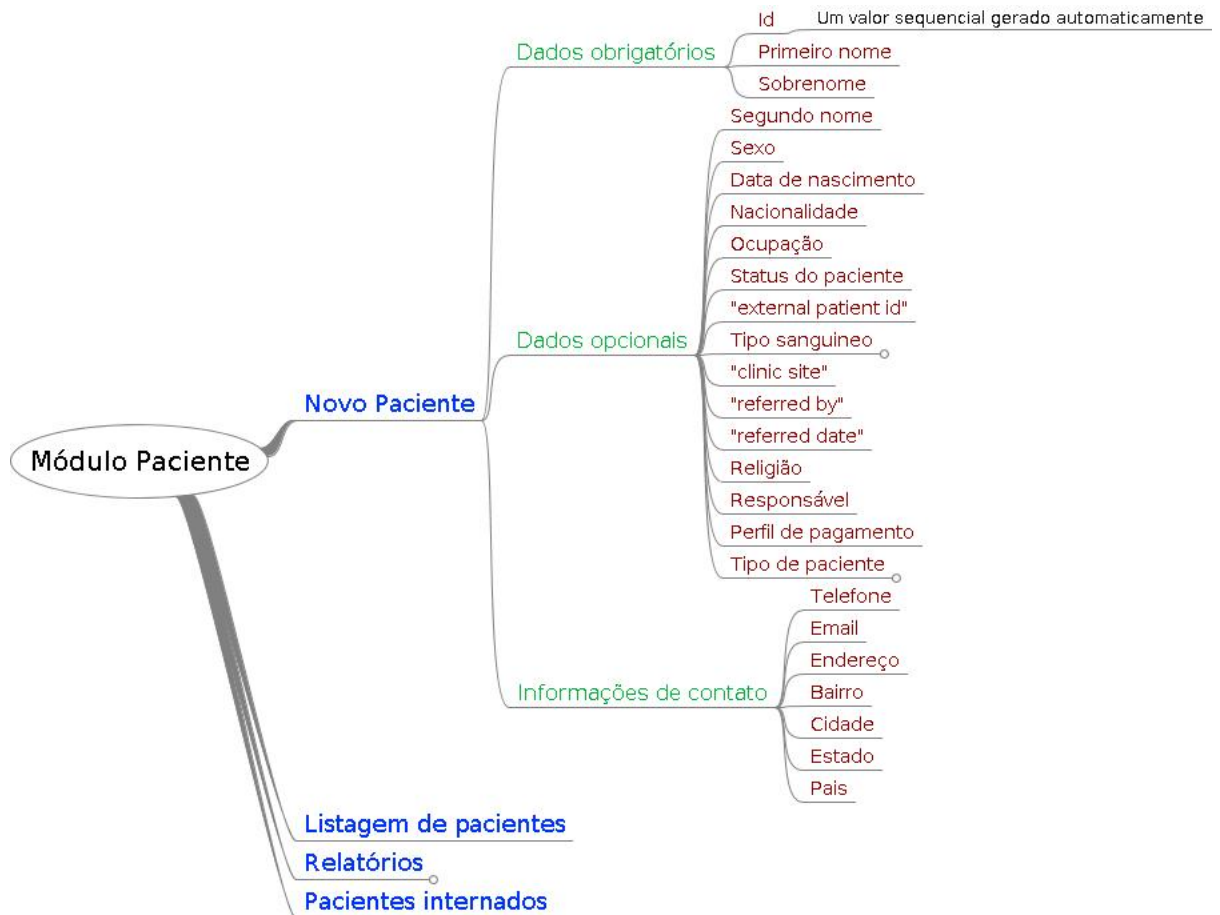 Módulo Paciente
Novo Paciente
Dados obrigatórios
Id
Um valor sequencial gerado automaticamente
Primeiro nome
Sobrenome
Dados opcionais
Segundo nome
Sexo
Data de nascimento
Nacionalidade
Ocupação
Status do paciente
"external patient id"
Tipo sanguineo
"clinic site"
"referred by"
"referred date"
Religião
Responsável
Perfil de pagamento
Tipo de paciente
Informações de contato
Telefone
Email
Endereço
Bairro
Cidade
Estado
Pais
Listagem de pacientes
Relatórios
Pacientes internados